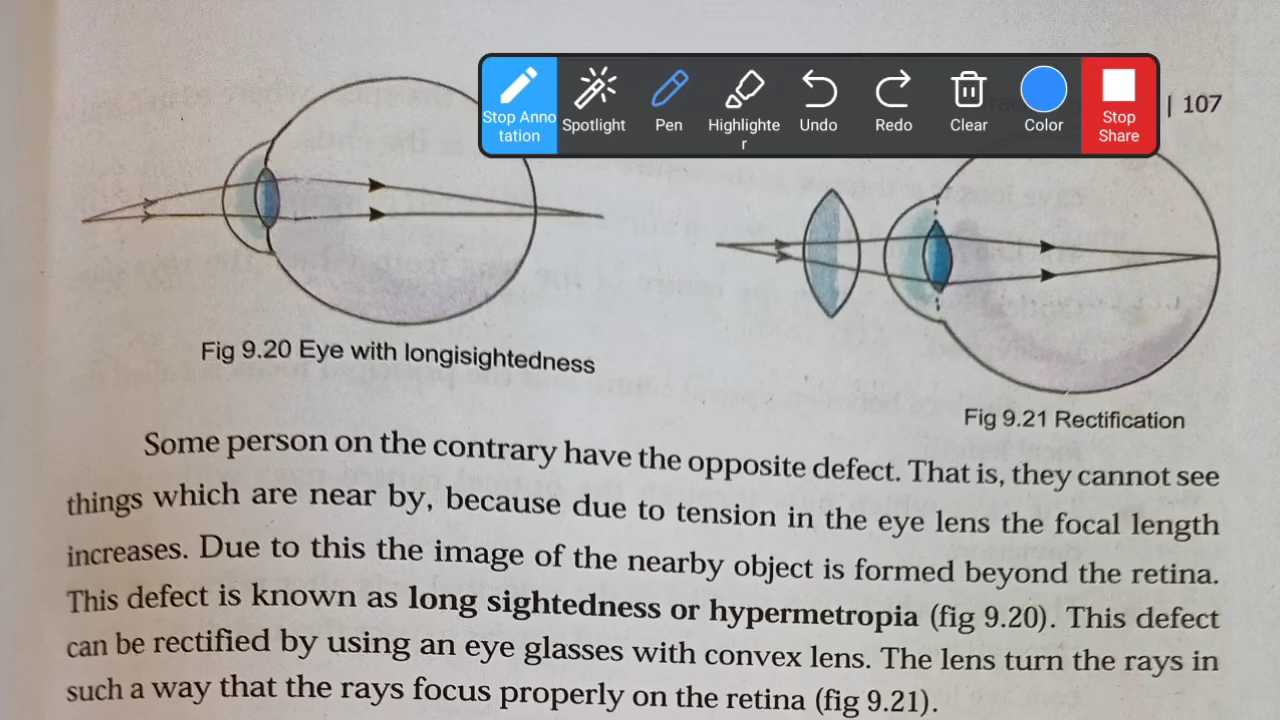 Stop Anno
tation
Spotlight
Pen
Highlighte
r
Undo
Redo
Clear
Color
Stop
Share
| 107
Fig 9.20 Eye with longisightedness
Fig 9.21 Rectification
Some person on the contrary have the opposite defect. That is, they cannot see
things which are near by, because due to tension in the eye lens the focal length
increases. Due to this the image of the nearby object is formed beyond the retina.
This defect is known as long sightedness or hypermetropia (fig 9.20). This defect
can be rectified by using an eye glasses with convex lens. The lens turn the rays in
such a way that the rays focus properly on the retina (fig 9.21).